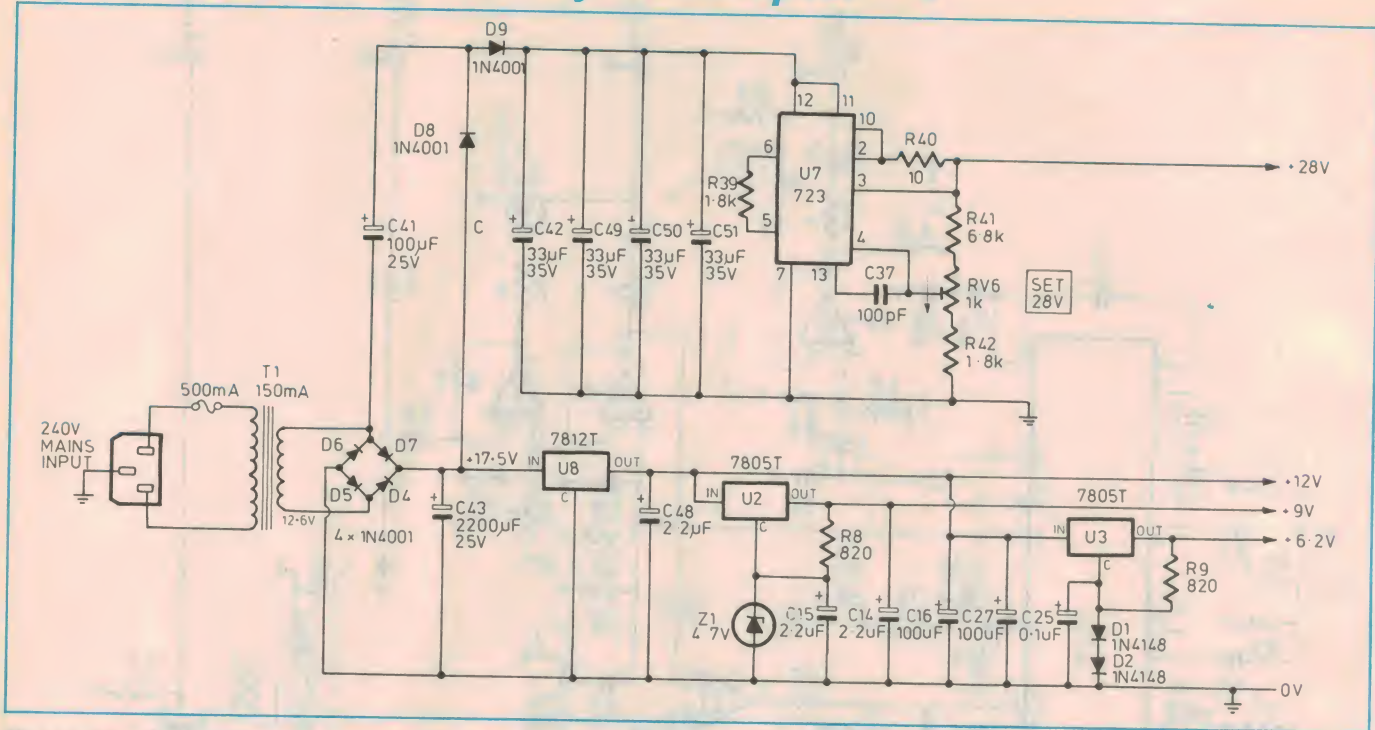 D9
1N4001
12
11
10
D8
1N4001
6
2
R40
10
+28V
R39
1·8k
U7
723
3
R41
6·8k
C41
100µF
25V
C
C42
33µF
35V
C49
33µF
35V
C50
33µF
35V
C51
33µF
35V
5
4
7
13
C37
100pF
RV6
1k
SET
28V
R42
1·8k
500mA
T1
150mA
240V
MAINS
INPUT
D6
D7
D5
D4
12·6V
4 x 1N4001
+17·5V
C43
2200µF
25V
7812T
IN
U8
OUT
C
C48
2·2µF
7805T
IN
U2
OUT
C
+12V
+9V
7805T
IN
U3
OUT
C
+6·2V
R8
820
R9
820
Z1
4 7V
C15
2·2uF
C14
2·2uF
C16
100uF
C27
100uF
C25
0·1uF
D1
1N4148
D2
1N4148
0V